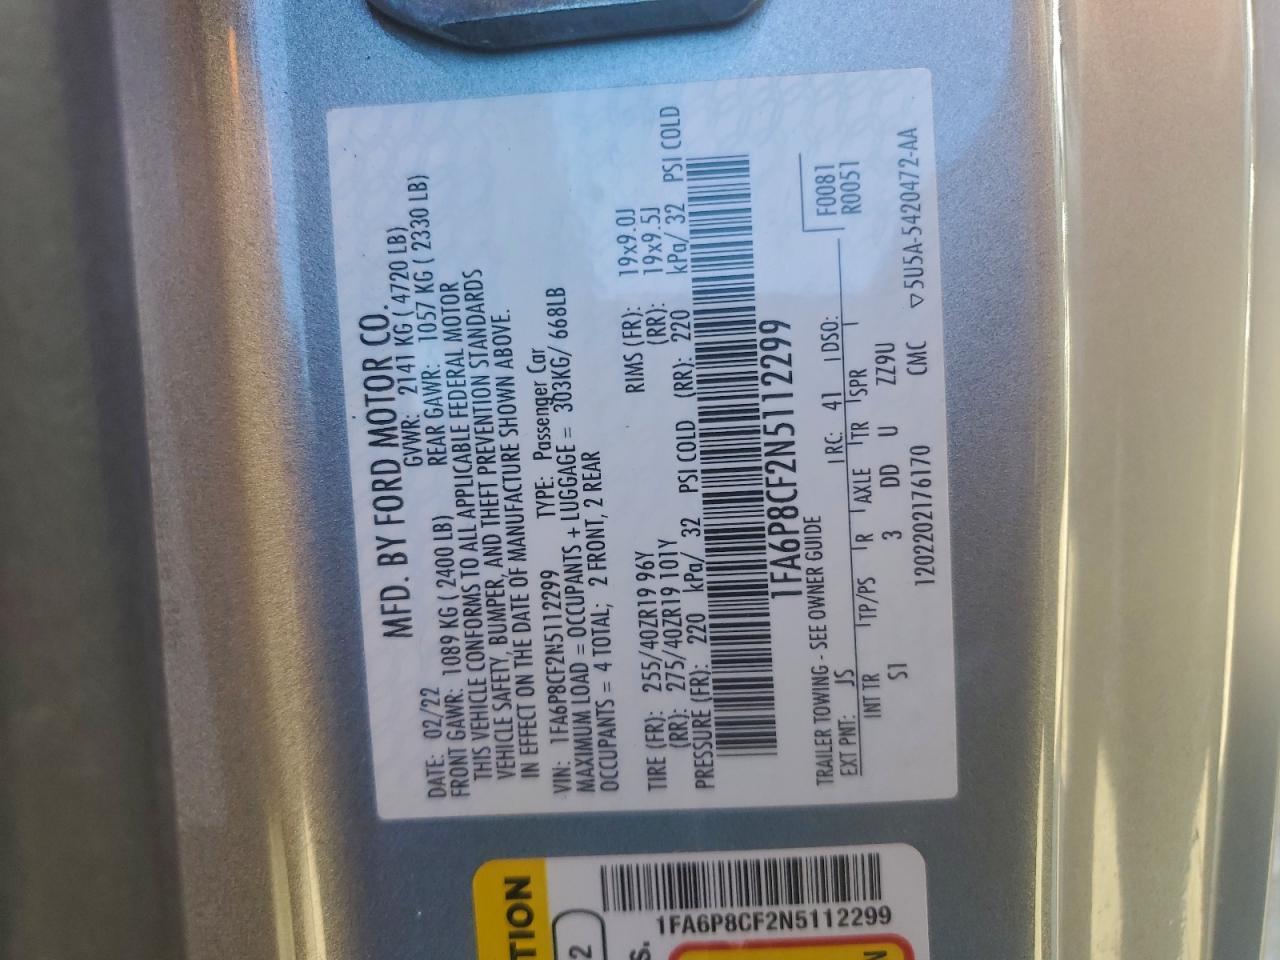 MFD. BY FORD MOTOR CO.
DATE: 02/22 GVWR: 2141 KG ( 4720 LB)
FRONT GAWR: 1089 KG ( 2400 LB) REAR GAWR: 1057 KG ( 2330 LB)
THIS VEHICLE CONFORMS TO ALL APPLICABLE FEDERAL MOTOR
VEHICLE SAFETY, BUMPER, AND THEFT PREVENTION STANDARDS
IN EFFECT ON THE DATE OF MANUFACTURE SHOWN ABOVE.
VIN: 1FA6P8CF2N5112299 TYPE: Passenger Car
MAXIMUM LOAD = OCCUPANTS + LUGGAGE = 303KG/ 668LB
OCCUPANTS = 4 TOTAL; 2 FRONT, 2 REAR
TIRE (FR): 255/40ZR19 96Y RIMS (FR): 19x9.0J
(RR): 275/40ZR19 101Y (RR): 19x9.5J
PRESSURE (FR): 220 kPa/ 32 PSI COLD (RR): 220 kPa/ 32 PSI COLD
1FA6P8CF2N5112299
TRAILER TOWING - SEE OWNER GUIDE F0081
EXT PNT: JS RC: 41 DSO: R0051
INT TR TP/PS R AXLE TR SPR
S1 3 DD U ZZ9U
120220217617O CMC ▽5U5A-5420472-AA
TION
2
S.
1FA6P8CF2N5112299
N